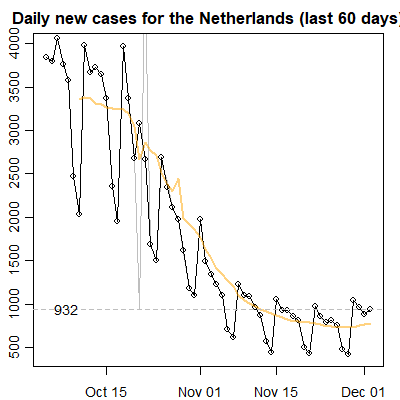 Daily new cases for the Netherlands (last 60 days)
4000
3500
3000
2500
2000
1500
1000
500
932
Oct 15
Nov 01
Nov 15
Dec 01